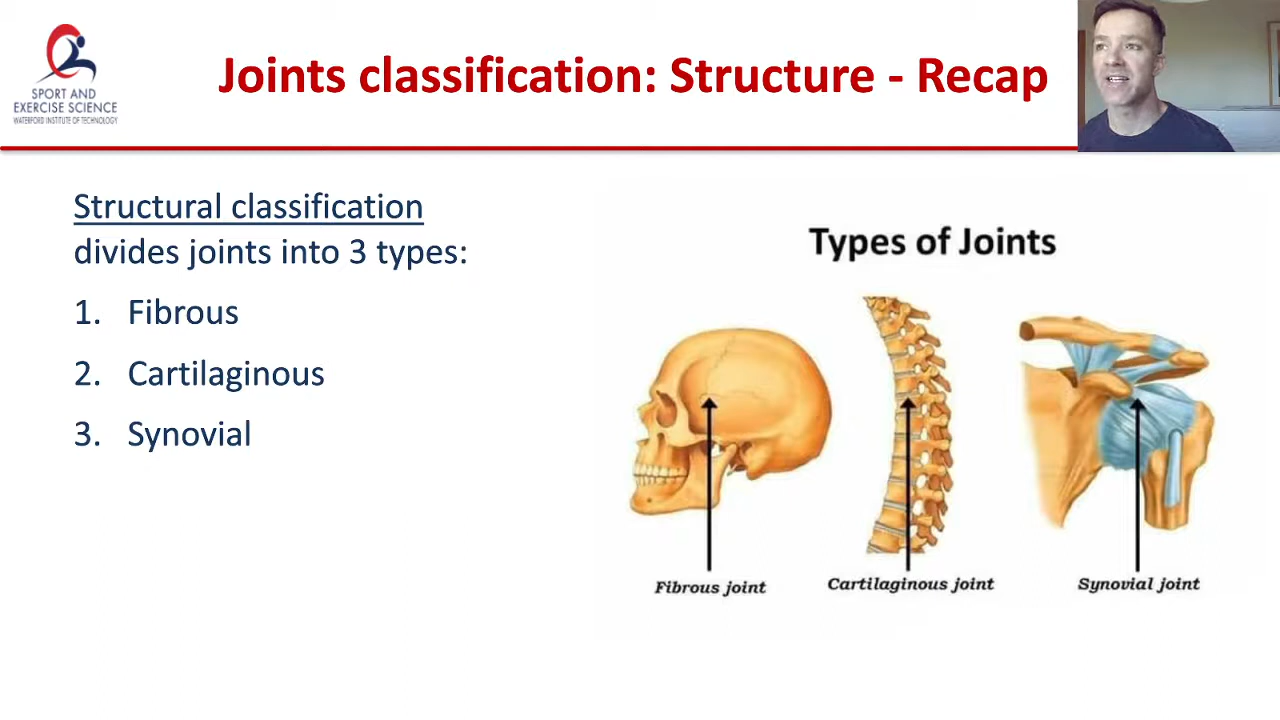 SPORT AND
EXERCISE SCIENCE
WATERFORD INSTITUTE OF TECHNOLOGY
Joints classification: Structure - Recap
Structural classification
divides joints into 3 types:
1. Fibrous
2. Cartilaginous
3. Synovial
Types of Joints
Fibrous joint
Cartilaginous joint
Synovial joint